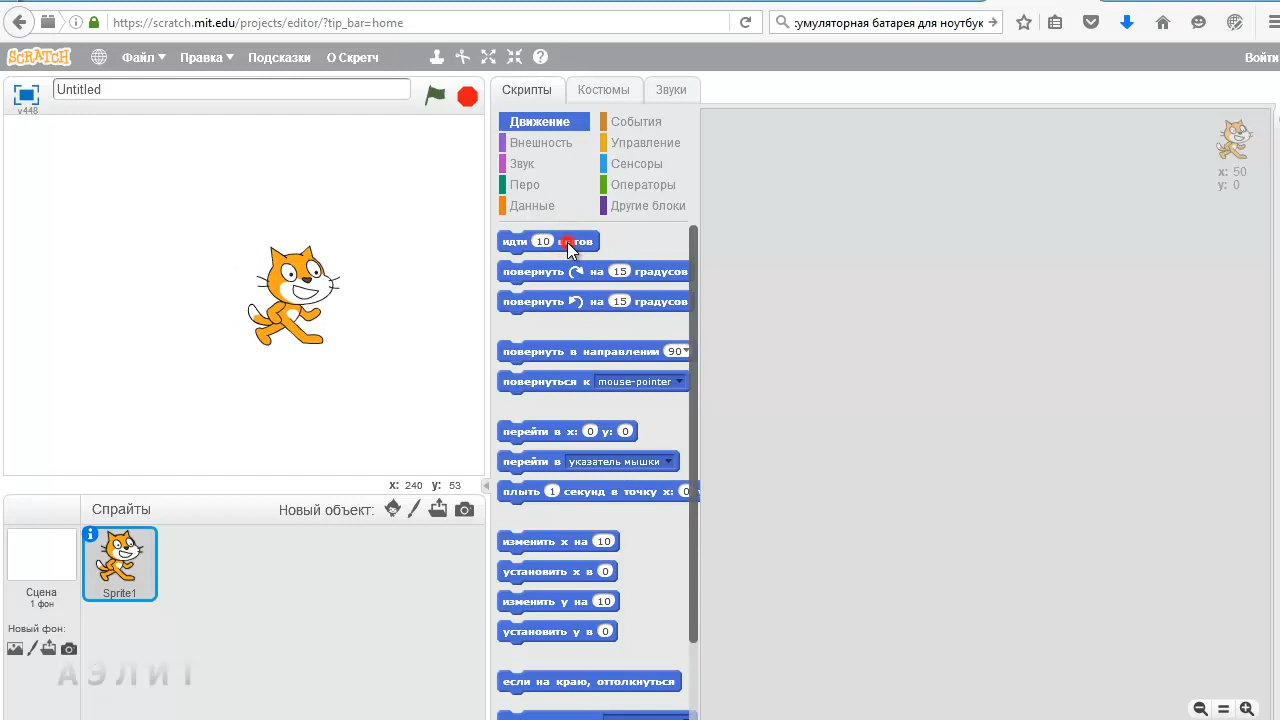 https://scratch.mit.edu/projects/editor/?tip_bar=home
:умуляторная батарея для ноутбук
SCRATCH
Файл
Правка
Подсказки
О Скретч
Войти
v448
Untitled
Скрипты
Костюмы
Звуки
Движение
События
Внешность
Управление
Звук
Сенсоры
Перо
Операторы
Данные
Другие блоки
x: 50
y: 0
идти 10 шагов
повернуть на 15 градусов
повернуть на 15 градусов
повернуть в направлении 90
повернуться к mouse-pointer
перейти в x: 0 y: 0
перейти в указатель мышки
плыть 1 секунд в точку x: 0
изменить х на 10
установить х в 0
изменить у на 10
установить у в 0
если на краю, оттолкнуться
x: 240 y: 53
Спрайты
Новый объект:
Sprite1
Сцена
1 фон
Новый фон:
АЭЛИТ